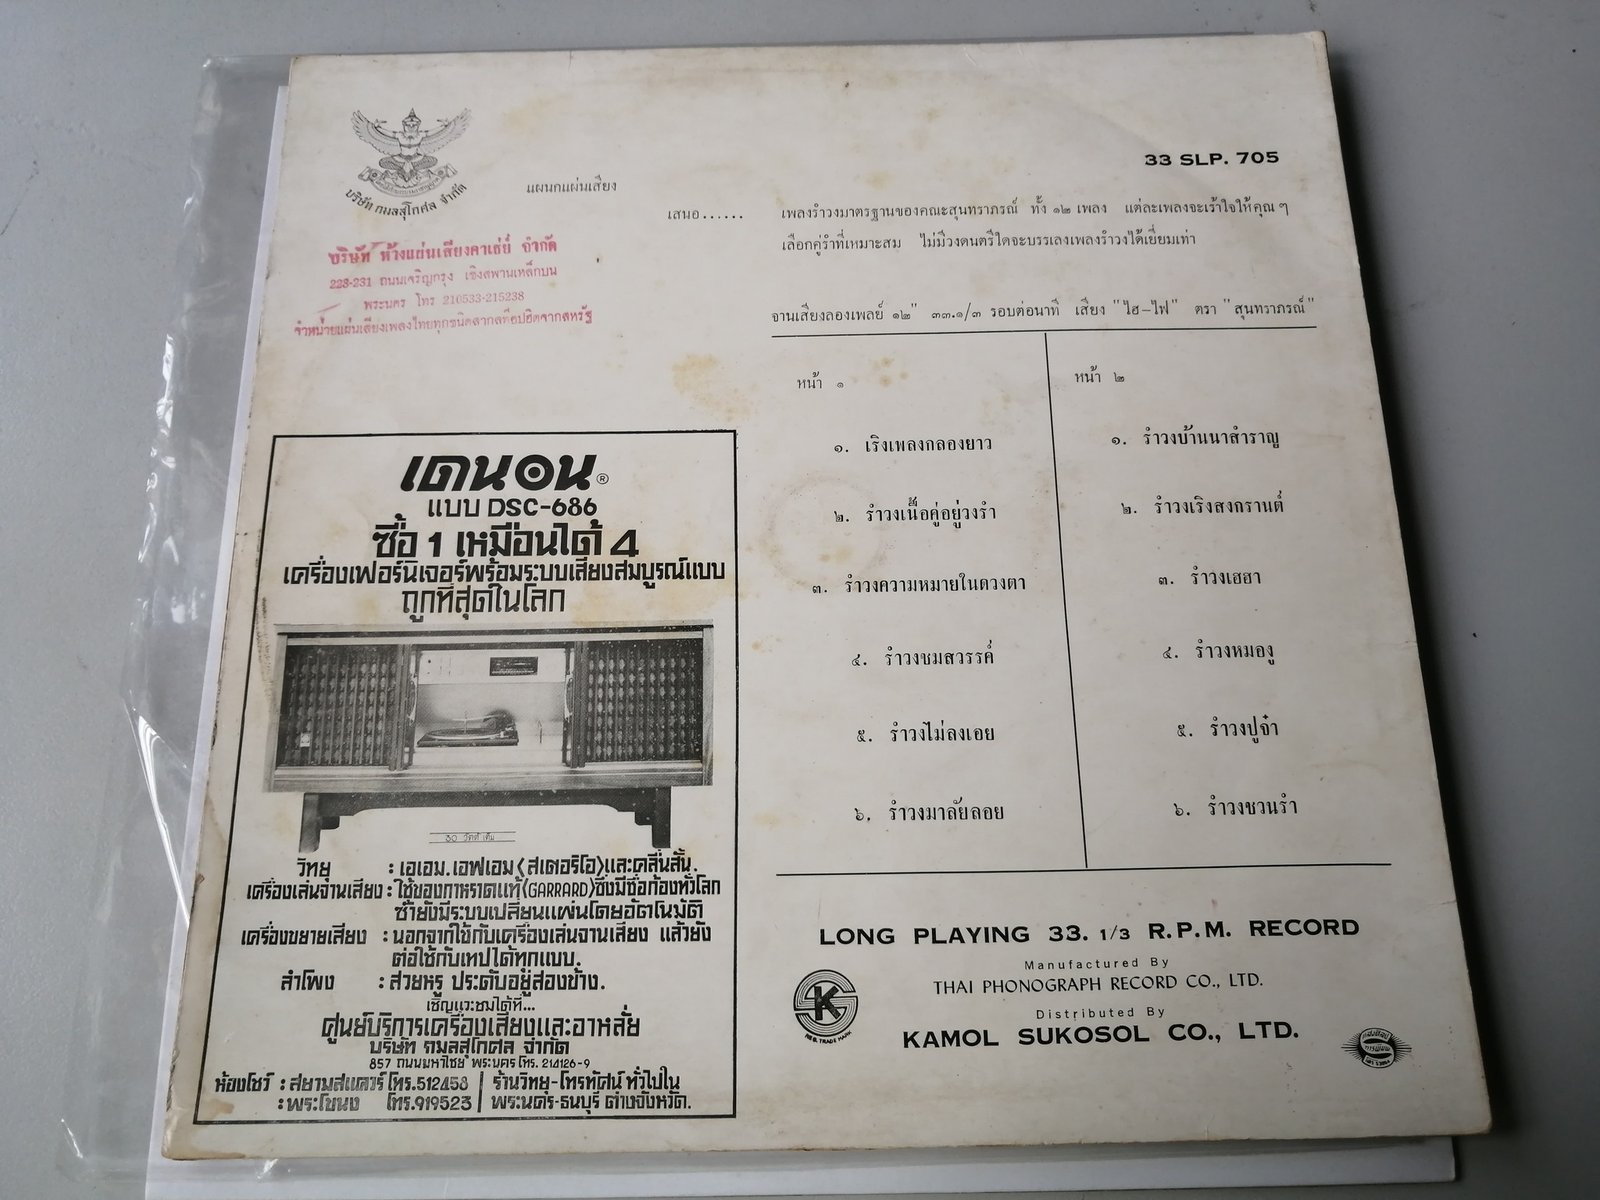 บริษัท กมลสุโกศล จำกัด
แผนกแผ่นเสียง
33 SLP. 705
เสนอ...... เพลงรำวงมาตรฐานของคณะสุนทราภรณ์ ทั้ง ๑๒ เพลง แต่ละเพลงจะเร้าใจให้คุณ ๆ
เลือกคู่รำที่เหมาะสม ไม่มีวงดนตรีใดจะบรรเลงเพลงรำวงได้เยี่ยมเท่า
บริษัท ห้างแผ่นเสียงคาเธ่ย์ จำกัด
223-231 ถนนเจริญกรุง เชิงสพานเหล็กบน
พระนคร โทร 210533-215238
จำหน่ายแผ่นเสียงเพลงไทยทุกชนิดสากลท็อปฮิตจากสหรัฐ
จานเสียงลองเพลย์ ๑๒" ๓๓.๑/๓ รอบต่อนาที เสียง "ไฮ-ไฟ" ตรา "สุนทราภรณ์"
หน้า ๑
๑. เริงเพลงกลองยาว
๒. รำวงเนื้อคู่อยู่วงรำ
๓. รำวงความหมายในดวงตา
๔. รำวงชมสวรรค์
๕. รำวงไม่ลงเอย
๖. รำวงมาลัยลอย
หน้า ๒
๑. รำวงบ้านนาสำราญ
๒. รำวงเริงสงกรานต์
๓. รำวงเฮฮา
๔. รำวงหมองู
๕. รำวงปูจ๋า
๖. รำวงชวนรำ
เดนอน ®
แบบ DSC-686
ซื้อ 1 เหมือนได้ 4
เครื่องเฟอร์นิเจอร์พร้อมระบบเสียงสมบูรณ์แบบ
ถูกที่สุดในโลก
30 วัตต์ เต็ม
วิทยุ : เอเอม. เอฟเอม (สเตอริโอ) และคลื่นสั้น.
เครื่องเล่นจานเสียง : ใช้ของกาหราดแท้ (GARRARD) ซึ่งมีชื่อก้องทั่วโลก
ซ้ายังมีระบบเปลี่ยนแผ่นโดยอัตโนมัติ
เครื่องขยายเสียง : นอกจากใช้กับเครื่องเล่นจานเสียง แล้วยัง
ต่อใช้กับเทปได้ทุกแบบ.
ลำโพง : สวยหรู ประดับอยู่สองข้าง.
เชิญแวะชมได้ที่...
ศูนย์บริการเครื่องเสียงและอาหลั่ย
บริษัท กมลสุโกศล จำกัด
857 ถนนมหาไชย พระนคร โทร. 214126-9
ห้องโชว์ : สยามสแควร์ โทร.512458 | ร้านวิทยุ-โทรทัศน์ ทั่วไปใน
: พระโขนง โทร.919523 | พระนคร-ธนบุรี ต่างจังหวัด.
LONG PLAYING 33. 1/3 R.P.M. RECORD
Manufactured By
THAI PHONOGRAPH RECORD CO., LTD.
Distributed By
KAMOL SUKOSOL CO., LTD.
KS
REG. TRADE MARK